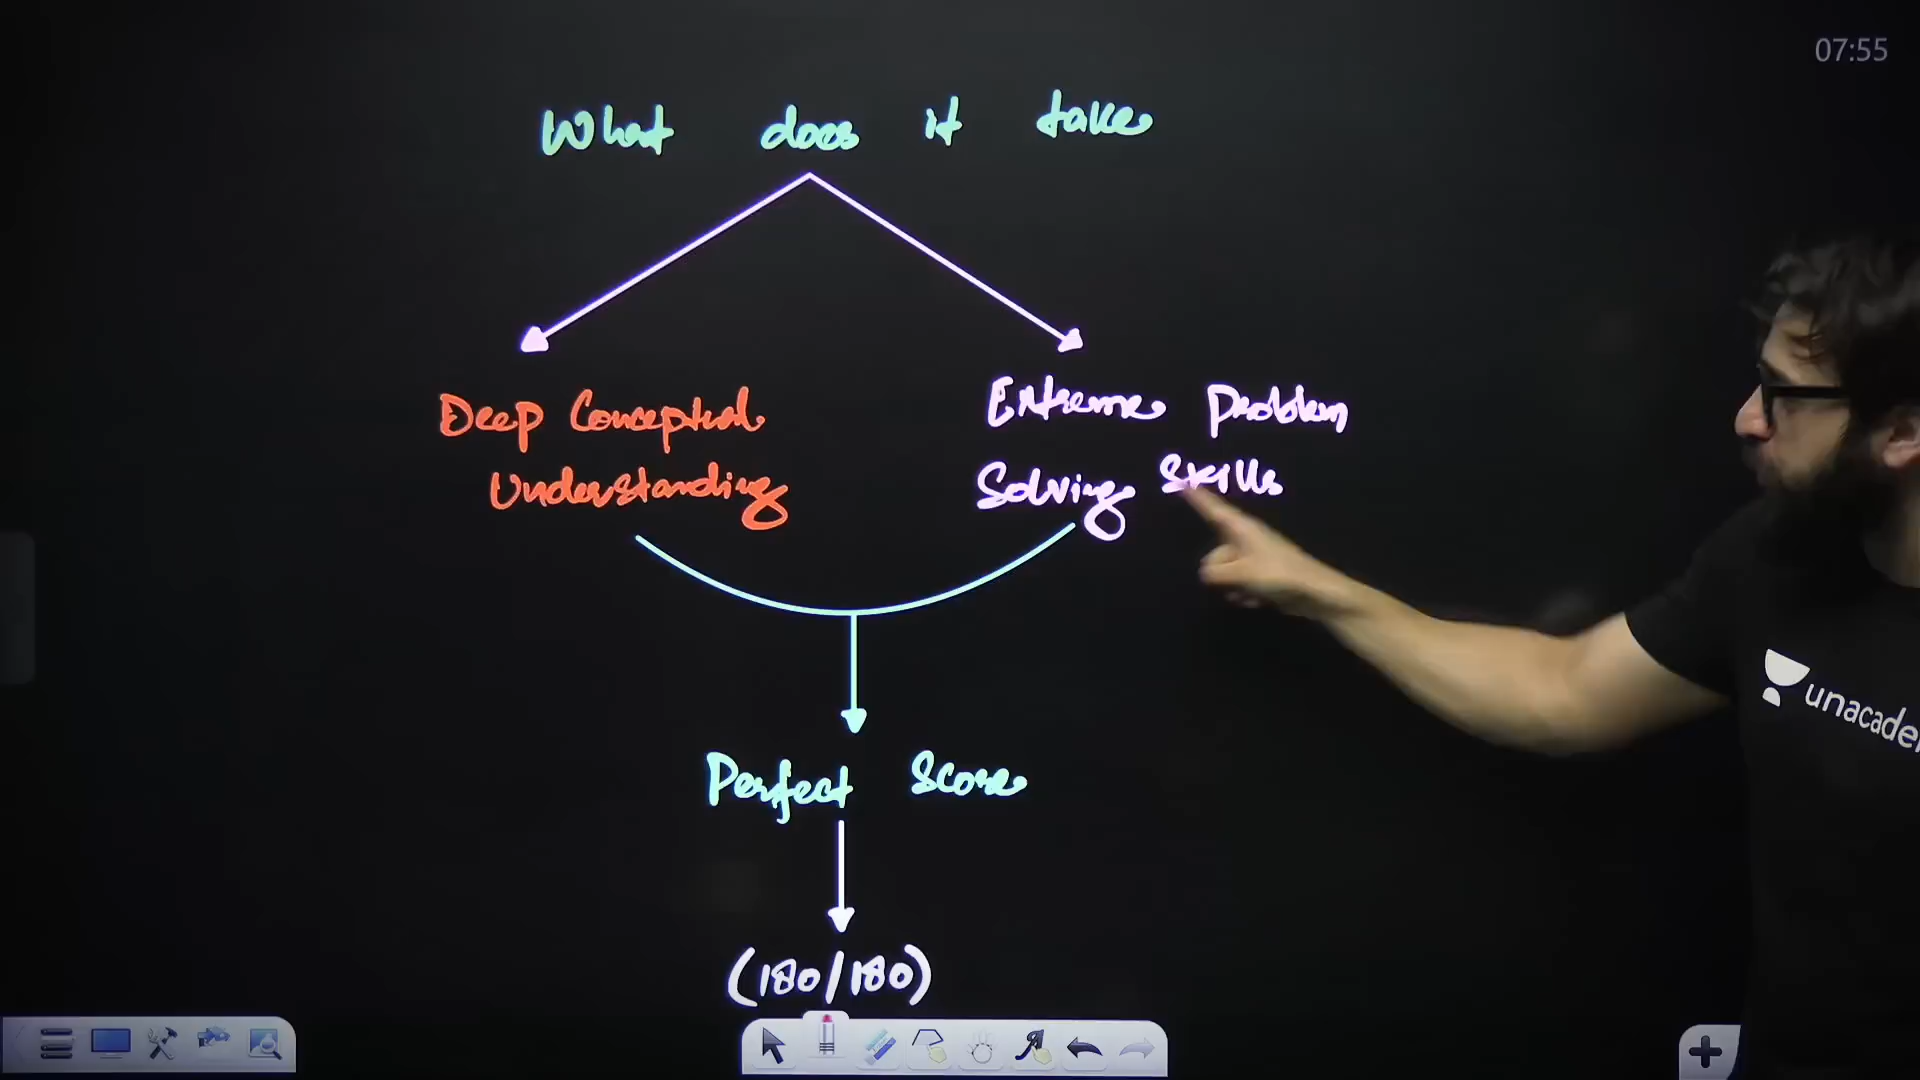 07:55
What does it take
Deep Conceptual
Understanding
Extreme Problem
Solving Skills
Perfect Score
(180/180)
unacade